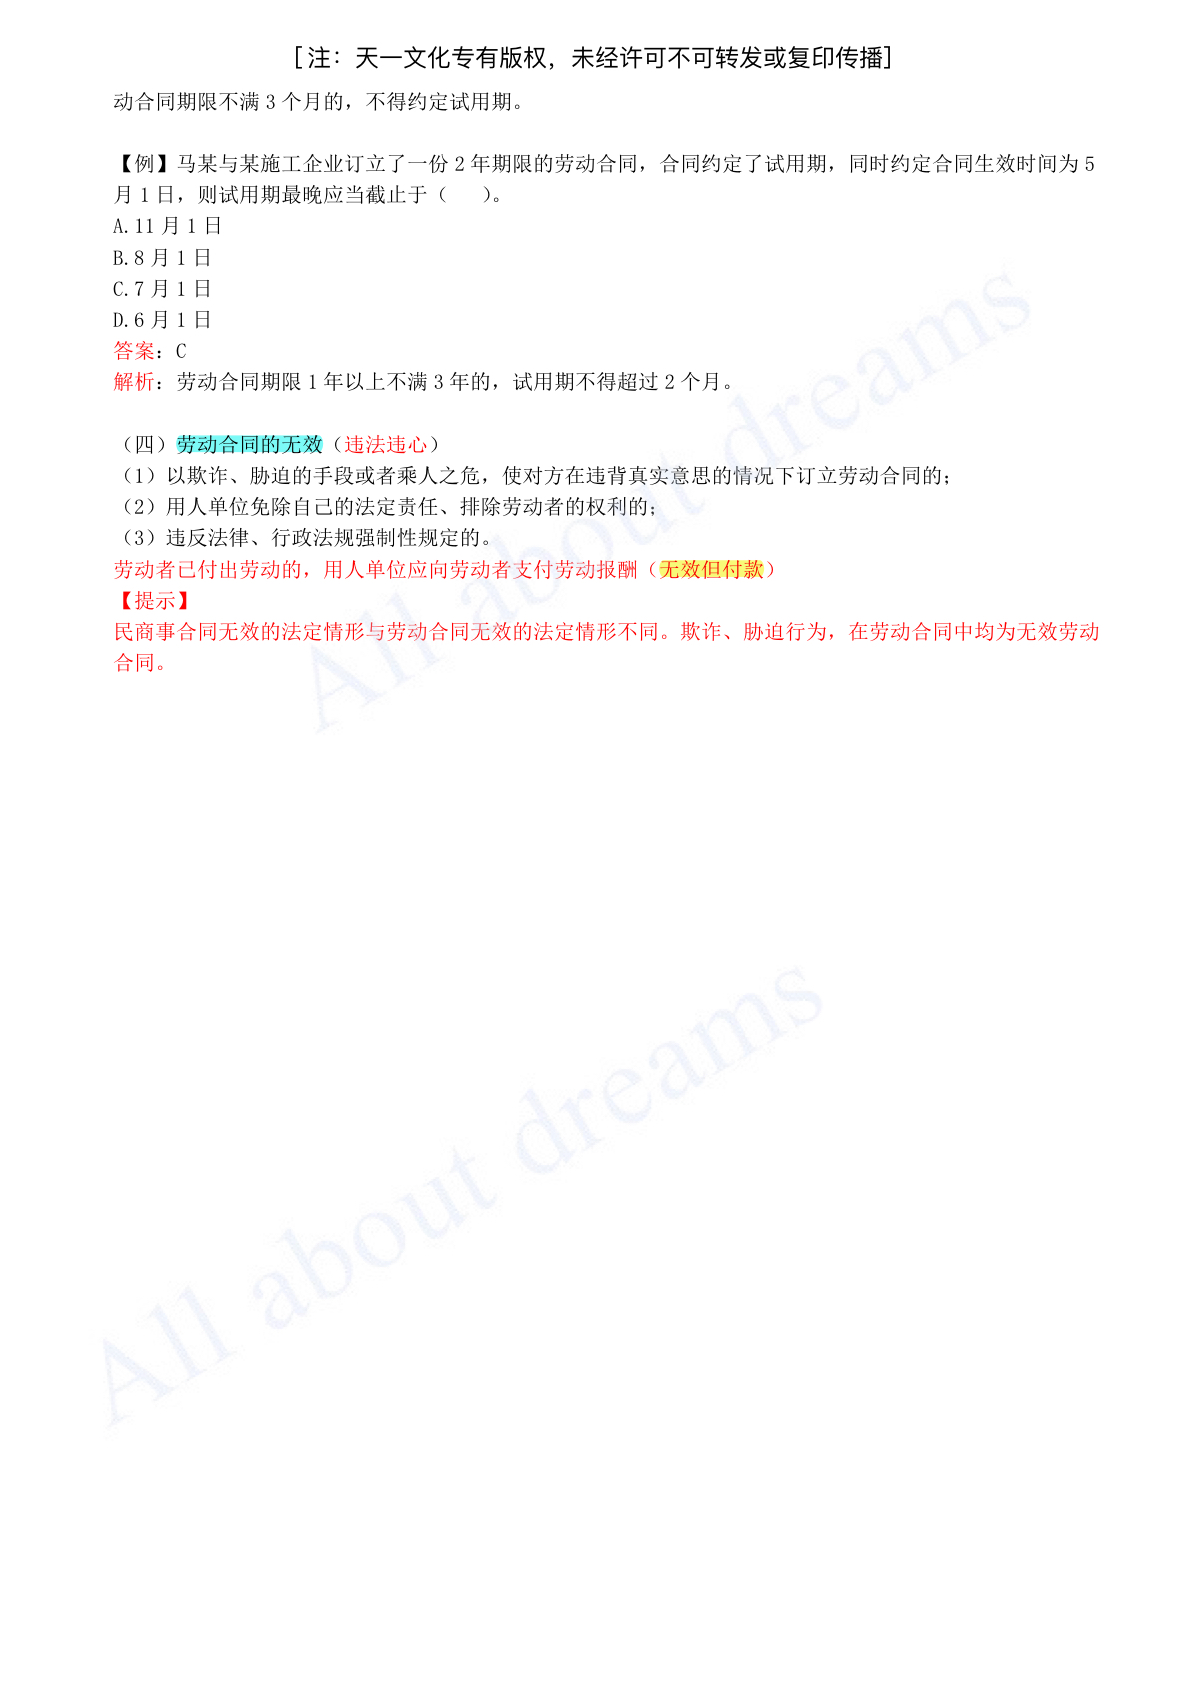 [注：天一文化专有版权，未经许可不可转发或复印传播]
动合同期限不满 3 个月的，不得约定试用期。
【例】马某与某施工企业订立了一份 2 年期限的劳动合同，合同约定了试用期，同时约定合同生效时间为 5
月 1 日，则试用期最晚应当截止于（　　）。
A.11 月 1 日
B.8 月 1 日
C.7 月 1 日
D.6 月 1 日
答案：C
解析：劳动合同期限 1 年以上不满 3 年的，试用期不得超过 2 个月。
（四）劳动合同的无效（违法违心）
（1）以欺诈、胁迫的手段或者乘人之危，使对方在违背真实意思的情况下订立劳动合同的；
（2）用人单位免除自己的法定责任、排除劳动者的权利的；
（3）违反法律、行政法规强制性规定的。
劳动者已付出劳动的，用人单位应向劳动者支付劳动报酬（无效但付款）
【提示】
民商事合同无效的法定情形与劳动合同无效的法定情形不同。欺诈、胁迫行为，在劳动合同中均为无效劳动
合同。
All about dreams
All about dreams